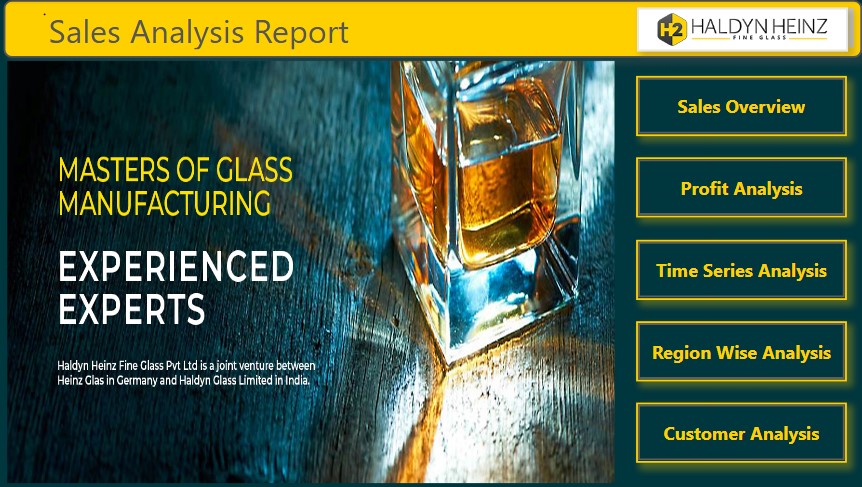 Sales Analysis Report
H2 HALDYN HEINZ
FINE GLASS
MASTERS OF GLASS
MANUFACTURING
EXPERIENCED
EXPERTS
Haldyn Heinz Fine Glass Pvt Ltd is a joint venture between
Heinz Glas in Germany and Haldyn Glass Limited in India.
Sales Overview
Profit Analysis
Time Series Analysis
Region Wise Analysis
Customer Analysis